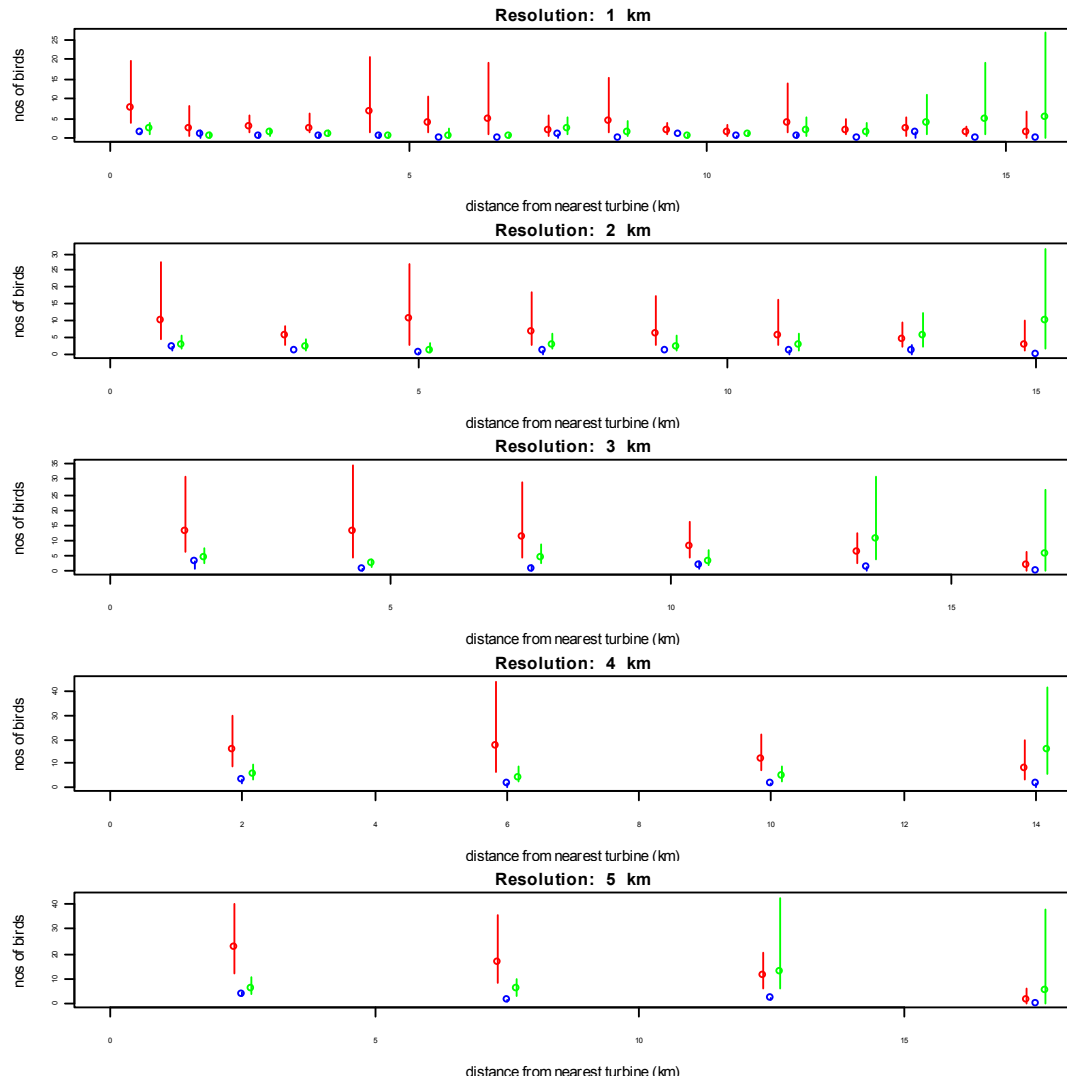 Resolution: 1 km
nos of birds
0 5 10 15 20 25
0 5 10 15
distance from nearest turbine (km)
Resolution: 2 km
nos of birds
0 5 10 15 20 25 30
0 5 10 15
distance from nearest turbine (km)
Resolution: 3 km
nos of birds
0 5 10 15 20 25 30 35
0 5 10 15
distance from nearest turbine (km)
Resolution: 4 km
nos of birds
0 10 20 30 40
0 2 4 6 8 10 12 14
distance from nearest turbine (km)
Resolution: 5 km
nos of birds
0 10 20 30 40
0 5 10 15
distance from nearest turbine (km)